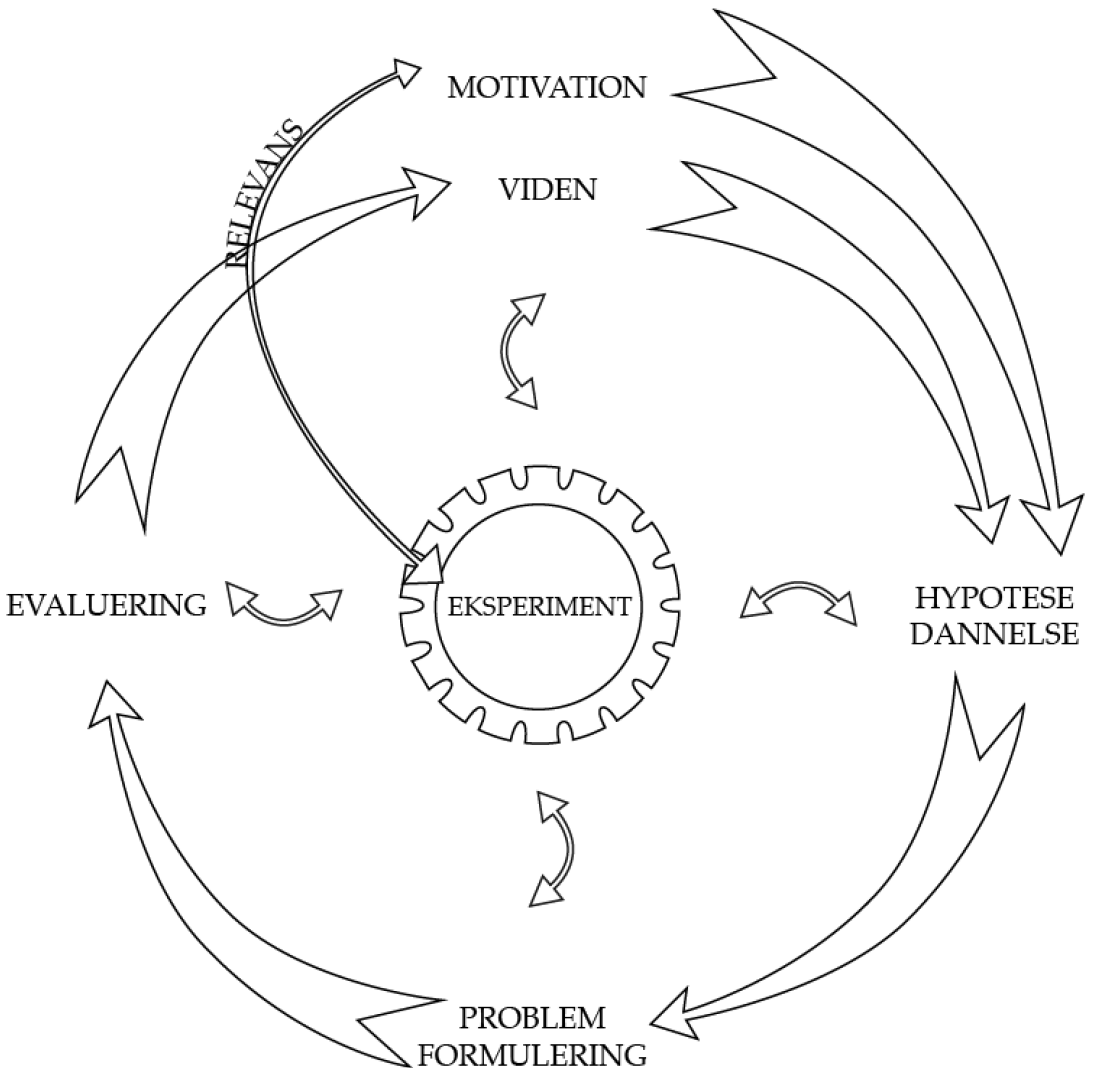 MOTIVATION
RELEVANS
VIDEN
EVALUERING
EKSPERIMENT
HYPOTESE
DANNELSE
PROBLEM
FORMULERING